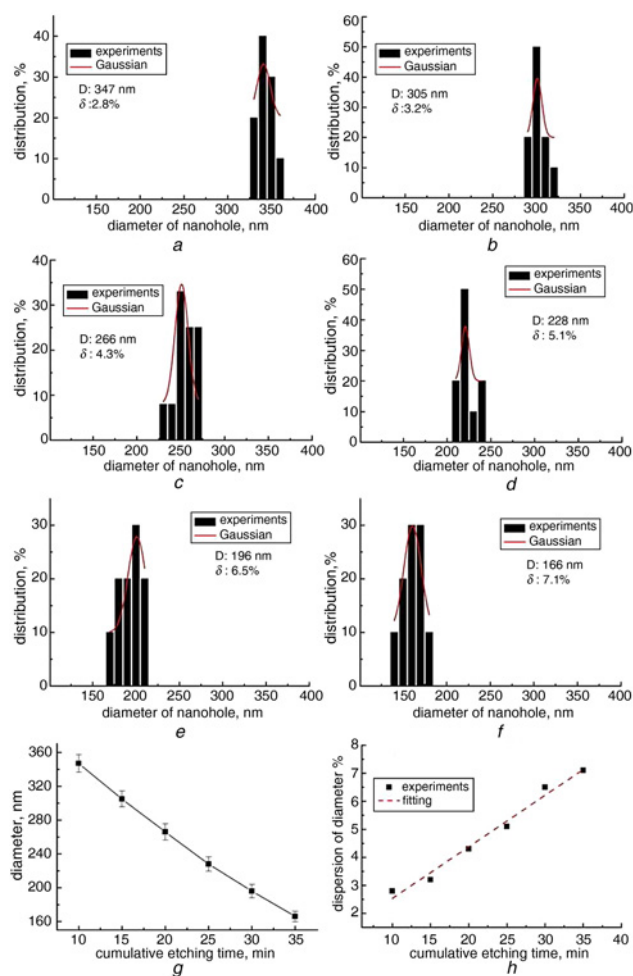 40
30
20
10
0
distribution, %
experiments
Gaussian
D: 347 nm
δ :2.8%
150 200 250 300 350 400
diameter of nanohole, nm
a
60
50
40
30
20
10
0
distribution, %
experiments
Gaussian
D: 305 nm
δ :3.2%
150 200 250 300 350 400
diameter of nanohole, nm
b
40
30
20
10
0
distribution, %
experiments
Gaussian
D: 266 nm
δ : 4.3%
150 200 250 300 350 400
diameter of nanohole, nm
c
60
50
40
30
20
10
0
distribution, %
experiments
Gaussian
D: 228 nm
δ : 5.1%
150 200 250 300 350 400
diameter of nanohole, nm
d
30
20
10
0
distribution, %
experiments
Gaussian
D: 196 nm
δ : 6.5%
150 200 250 300 350 400
diameter of nanohole, nm
e
30
20
10
0
distribution, %
experiments
Gaussian
D: 166 nm
δ : 7.1%
150 200 250 300 350 400
diameter of nanohole, nm
f
360
320
280
240
200
160
diameter, nm
10 15 20 25 30 35
cumulative etching time, min
g
8
7
6
5
4
3
2
dispersion of diameter %
experiments
fitting
10 15 20 25 30 35
cumulative etching time, min
h